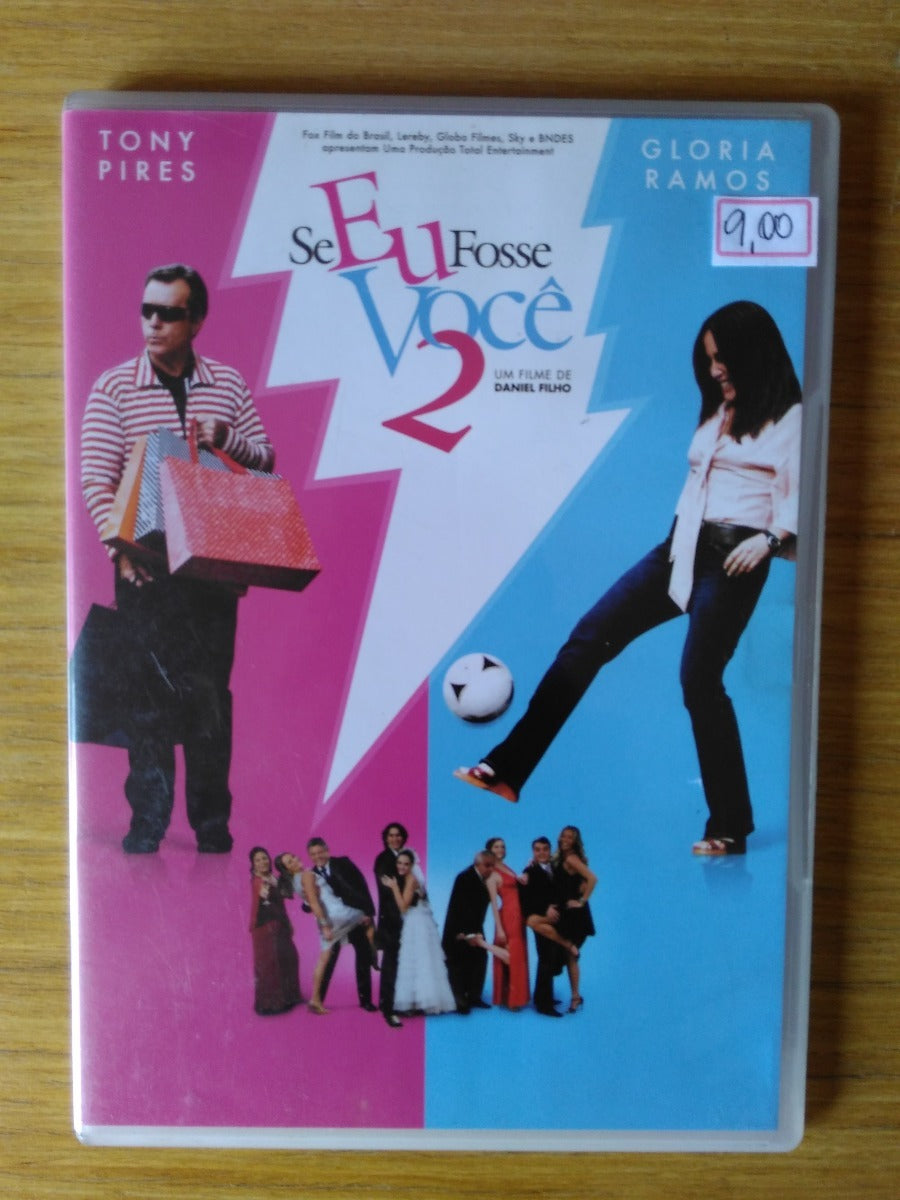 TONY
PIRES
Fox Film do Brasil, Lereby, Globo Filmes, Sky e BNDES
apresentam Uma Produção Total Entertainment
GLORIA
RAMOS
9,00
Se Eu Fosse
Você
2
UM FILME DE
DANIEL FILHO